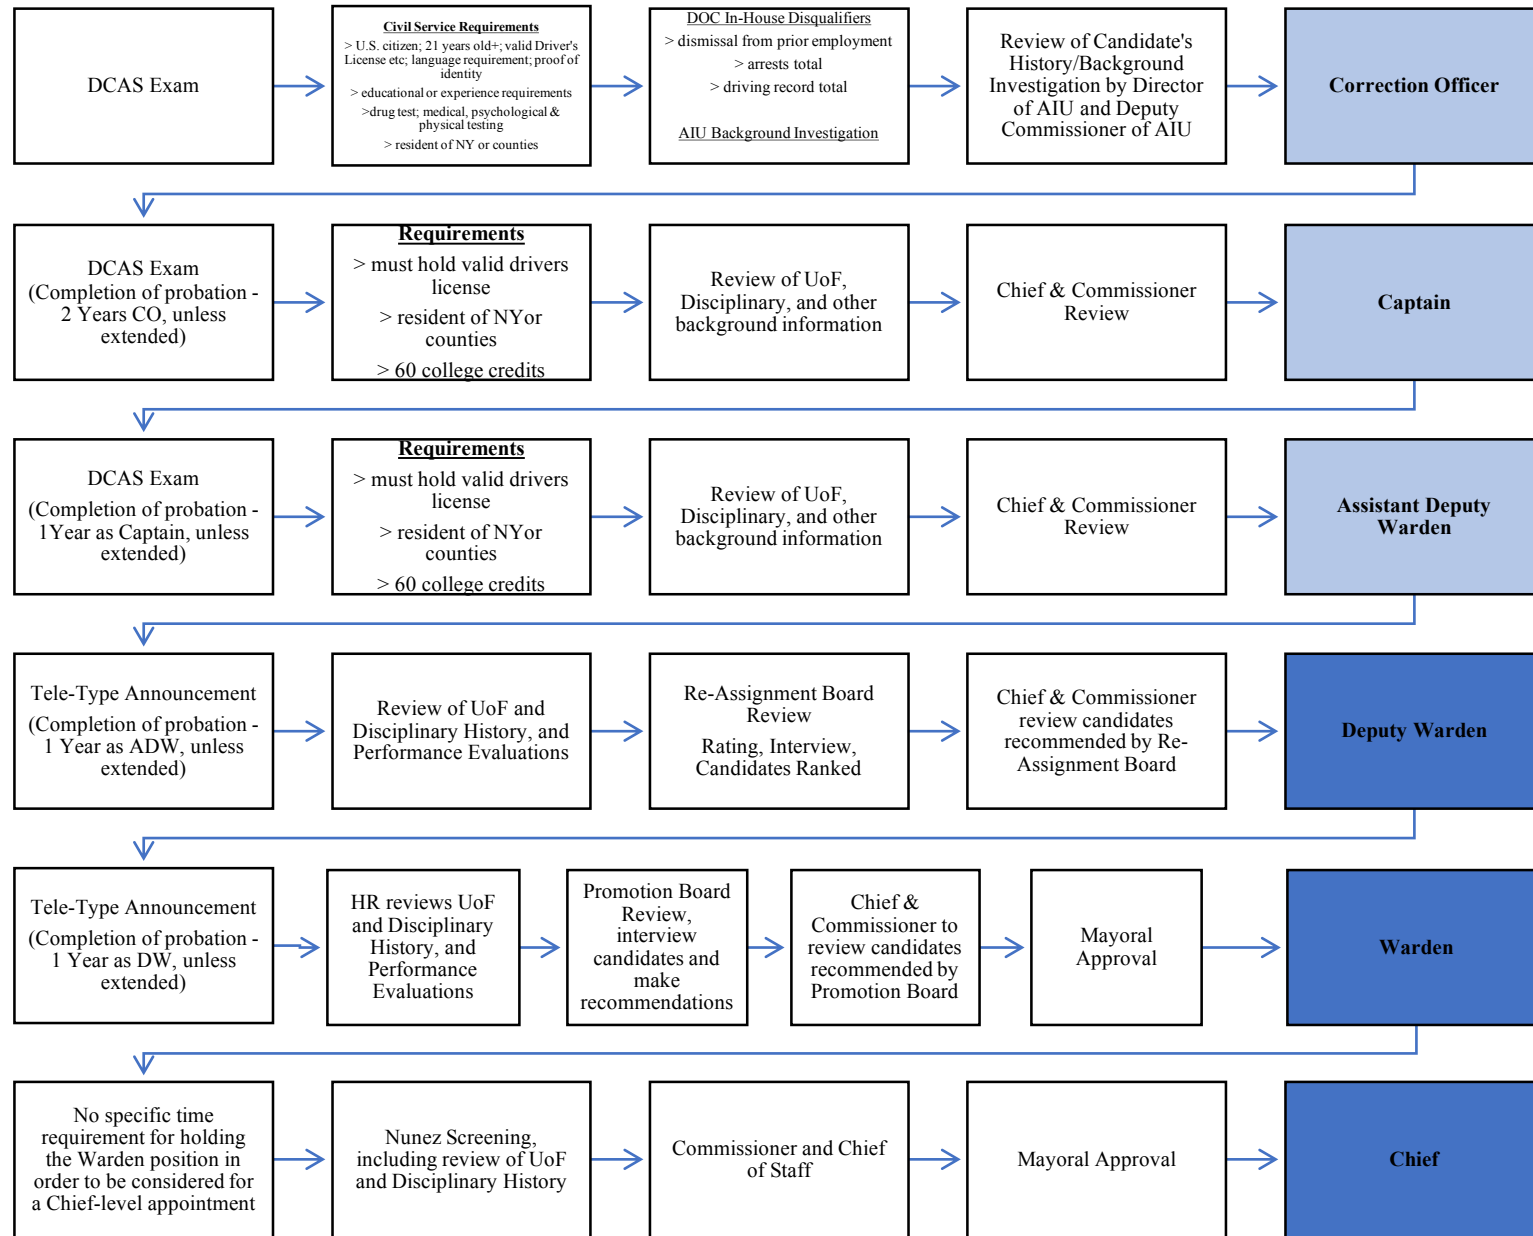 DCAS Exam
Civil Service Requirements
> U.S. citizen; 21 years old+; valid Driver's
License etc; language requirement; proof of
identity
> educational or experience requirements
>drug test; medical, psychological &
physical testing
> resident of NY or counties
DOC In-House Disqualifiers
> dismissal from prior employment
> arrests total
> driving record total
AIU Background Investigation
Review of Candidate's
History/Background
Investigation by Director
of AIU and Deputy
Commissioner of AIU
Correction Officer
DCAS Exam
(Completion of probation -
2 Years CO, unless
extended)
Requirements
> must hold valid drivers
license
> resident of NYor
counties
> 60 college credits
Review of UoF,
Disciplinary, and other
background information
Chief & Commissioner
Review
Captain
DCAS Exam
(Completion of probation -
1Year as Captain, unless
extended)
Requirements
> must hold valid drivers
license
> resident of NYor
counties
> 60 college credits
Review of UoF,
Disciplinary, and other
background information
Chief & Commissioner
Review
Assistant Deputy
Warden
Tele-Type Announcement
(Completion of probation -
1 Year as ADW, unless
extended)
Review of UoF and
Disciplinary History, and
Performance Evaluations
Re-Assignment Board
Review
Rating, Interview,
Candidates Ranked
Chief & Commissioner
review candidates
recommended by Re-
Assignment Board
Deputy Warden
Tele-Type Announcement
(Completion of probation -
1 Year as DW, unless
extended)
HR reviews UoF
and Disciplinary
History, and
Performance
Evaluations
Promotion Board
Review,
interview
candidates and
make
recommendations
Chief &
Commissioner to
review candidates
recommended by
Promotion Board
Mayoral
Approval
Warden
No specific time
requirement for holding
the Warden position in
order to be considered for
a Chief-level appointment
Nunez Screening,
including review of UoF
and Disciplinary History
Commissioner and Chief
of Staff
Mayoral Approval
Chief